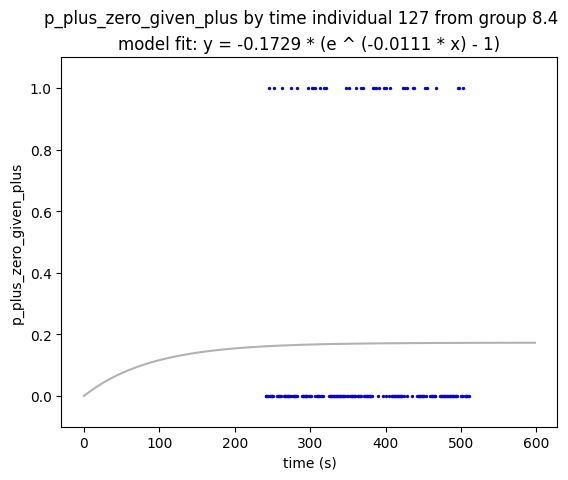 p_plus_zero_given_plus by time individual 127 from group 8.4
model fit: y = -0.1729 * (e ^ (-0.0111 * x) - 1)
p_plus_zero_given_plus
1.0
0.8
0.6
0.4
0.2
0.0
0 100 200 300 400 500 600
time (s)